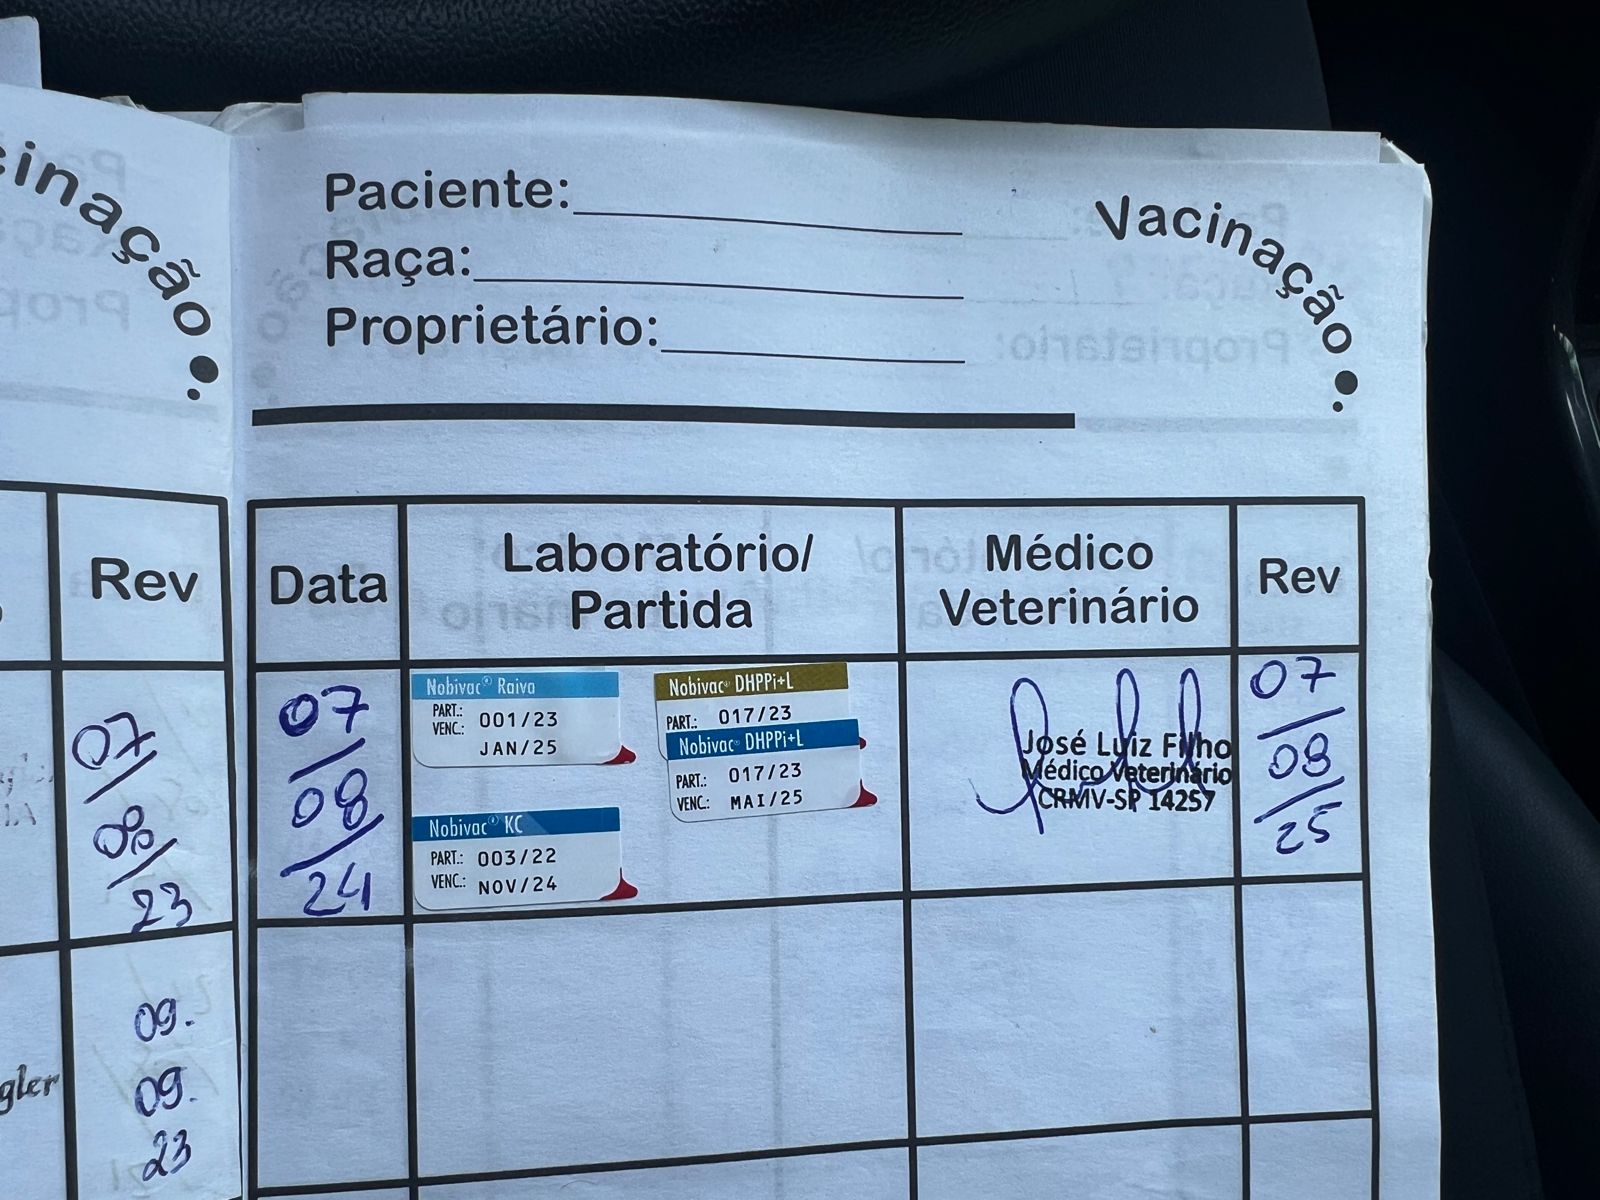 cinação
Rev
07
08
23
09.
09.
23
gler
Paciente:
Raça:
Proprietário:
Vacinação
Data
Laboratório/
Partida
Médico
Veterinário
Rev
07
08
24
Nobivac® Raiva
PART.: 001/23
VENC.: JAN/25
Nobivac® DHPPi+L
PART.: 017/23
Nobivac® DHPPi+L
PART.: 017/23
VENC.: MAI/25
Nobivac® KC
PART.: 003/22
VENC.: NOV/24
José Luiz Filho
Médico Veterinário
CRMV-SP 14257
07
08
25